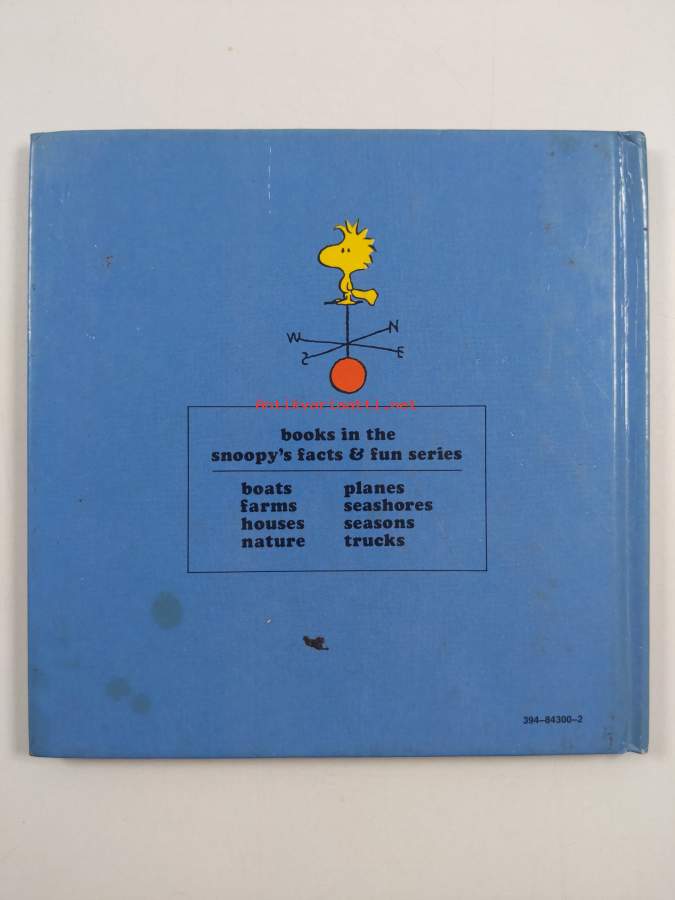 W N
S E
Antikvariaatti.net
books in the
snoopy's facts & fun series
boats planes
farms seashores
houses seasons
nature trucks
394-84300-2